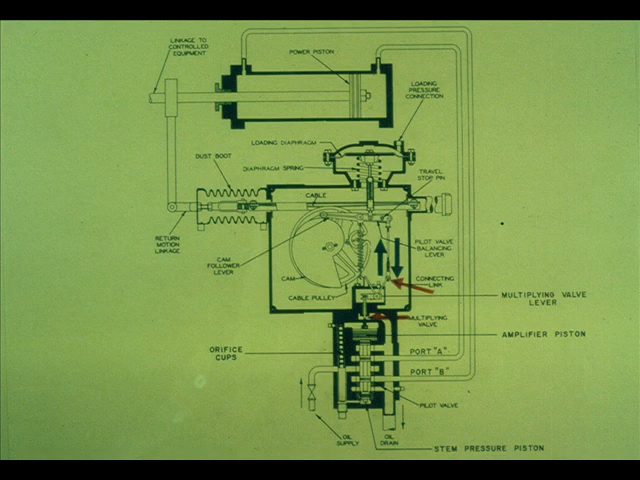 LINKAGE TO
CONTROLLED
EQUIPMENT
POWER PISTON
LOADING
PRESSURE
CONNECTION
LOADING DIAPHRAGM
DUST BOOT
DIAPHRAGM SPRING
TRAVEL
STOP PIN
CABLE
RETURN
MOTION
LINKAGE
CAM
FOLLOWER
LEVER
PILOT VALVE
BALANCING
LEVER
CAM
CONNECTING
LINK
CABLE PULLEY
MULTIPLYING VALVE
LEVER
MULTIPLYING
VALVE
AMPLIFIER PISTON
ORIFICE
CUPS
PORT "A"
PORT "B"
PILOT VALVE
OIL
SUPPLY
OIL
DRAIN
STEM PRESSURE PISTON